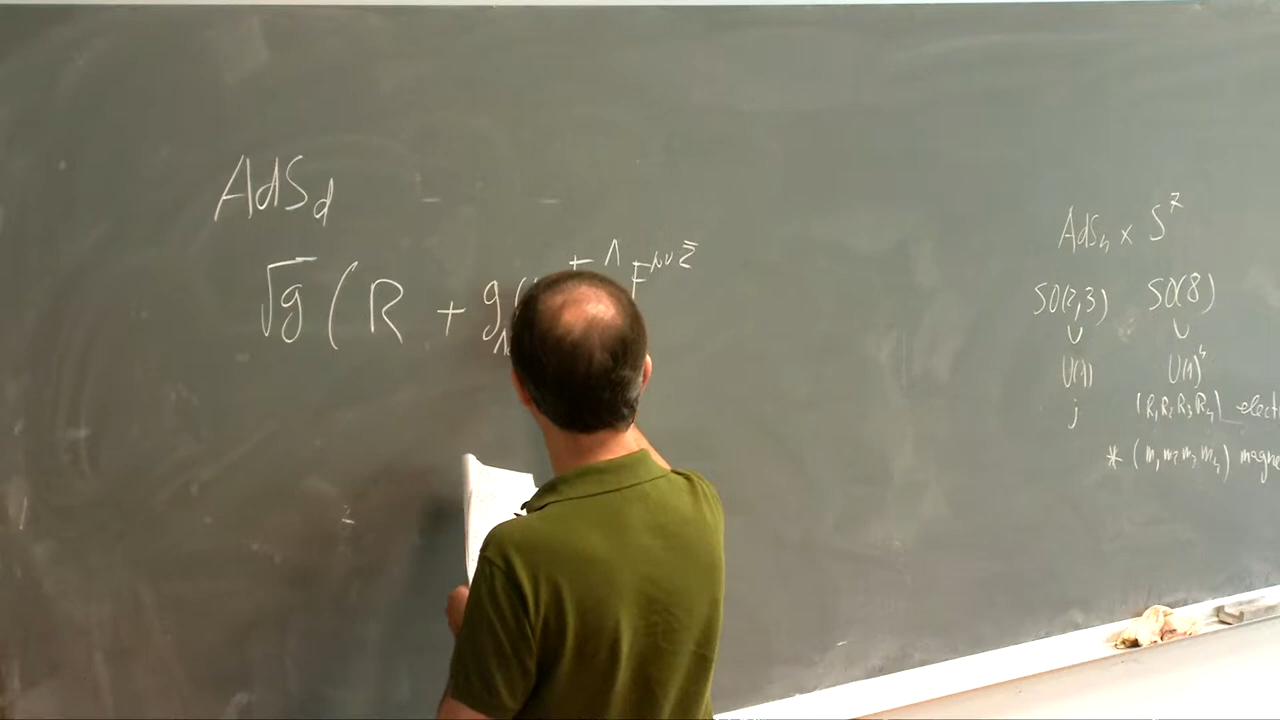 AdS_d - -
√g ( R + g
+ Λ F^{μν Σ}
AdS_4 × S^7
SO(2,3) SO(8)
∪ ∪
U(1) U(1)^4
j (R_1 R_2 R_3 R_4) elect
* (m_1 m_2 m_3 m_4) magne